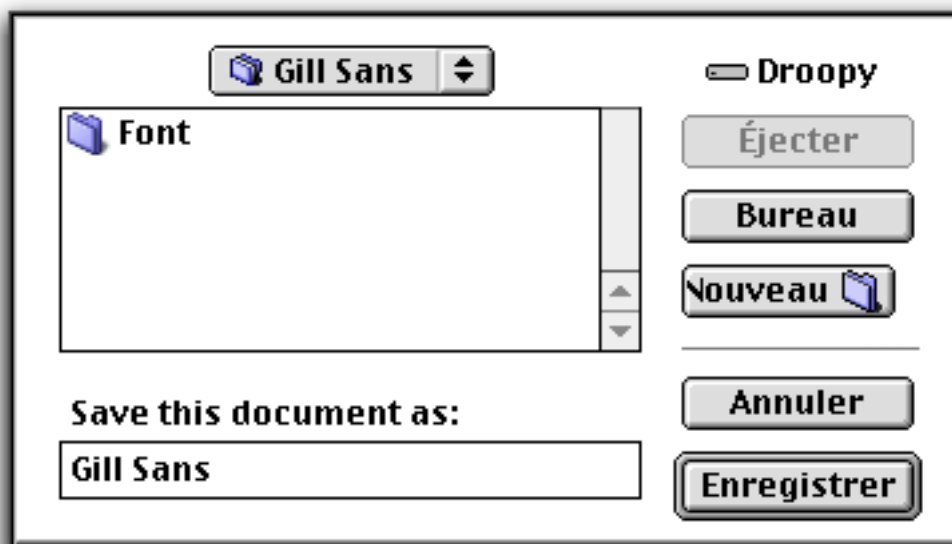 Gill Sans
Droopy
Font
Éjecter
Bureau
Nouveau
Save this document as:
Annuler
Gill Sans
Enregistrer